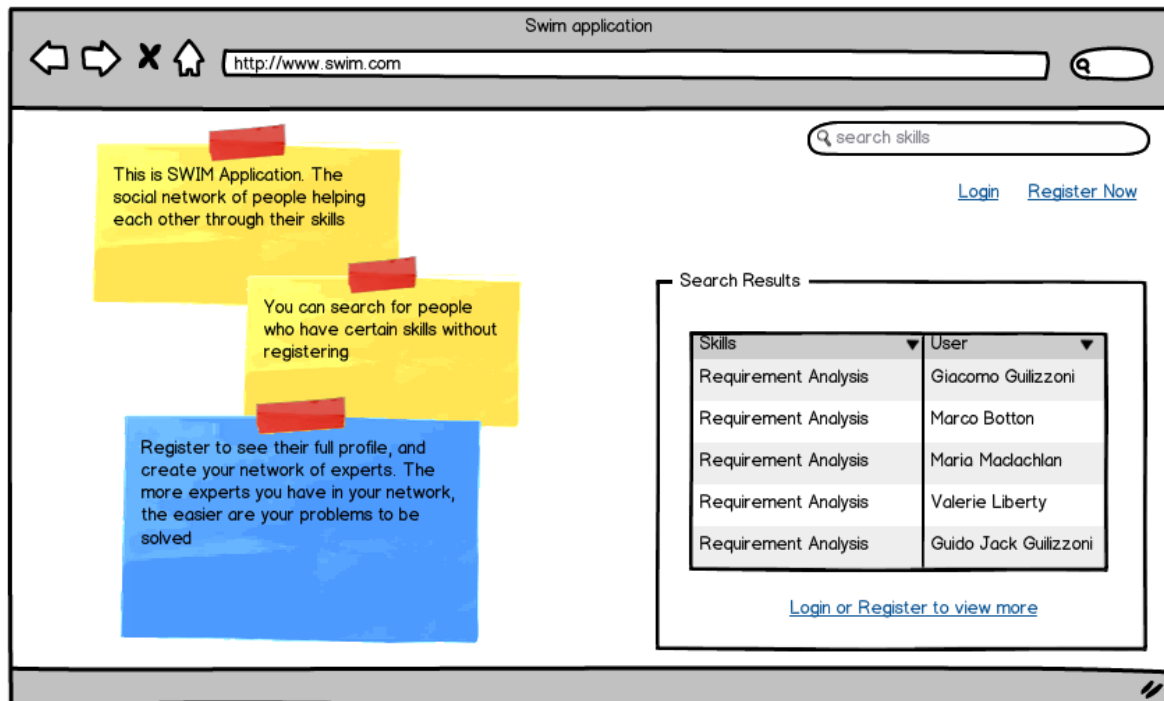 Swim application
http://www.swim.com
search skills
Login Register Now
This is SWIM Application. The
social network of people helping
each other through their skills
You can search for people
who have certain skills without
registering
Register to see their full profile, and
create your network of experts. The
more experts you have in your network,
the easier are your problems to be
solved
Search Results
Skills User
Requirement Analysis Giacomo Guilizzoni
Requirement Analysis Marco Botton
Requirement Analysis Maria Maclachlan
Requirement Analysis Valerie Liberty
Requirement Analysis Guido Jack Guilizzoni
Login or Register to view more